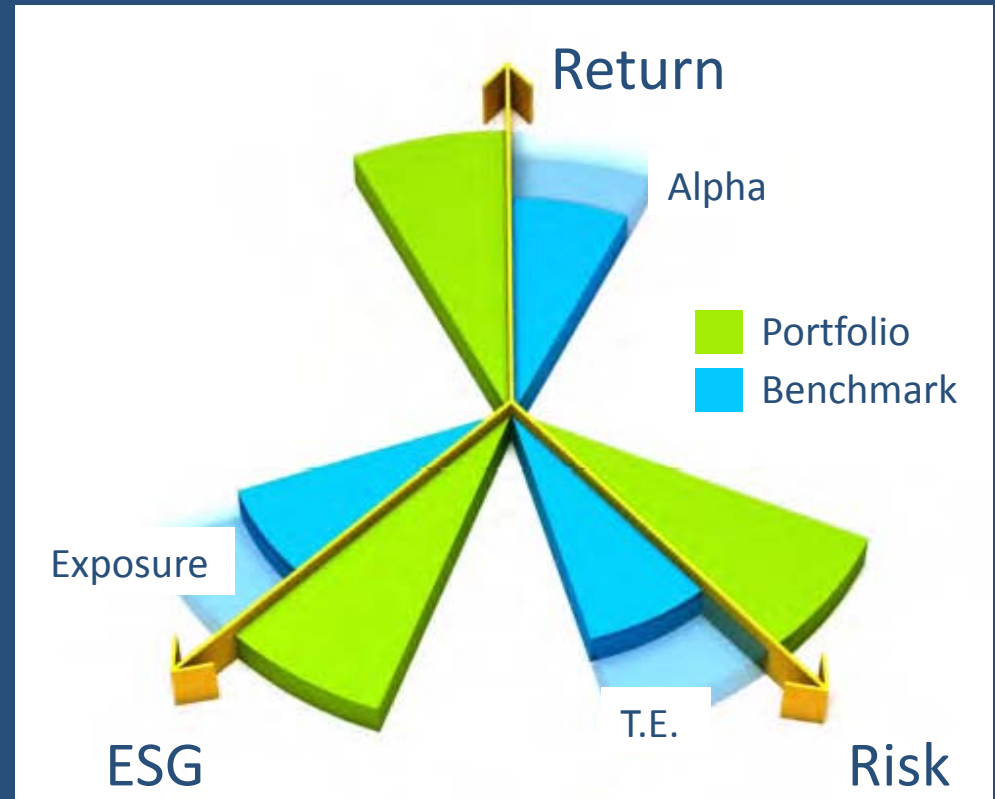 Return
Alpha
Portfolio
Benchmark
Exposure
T.E.
ESG
Risk